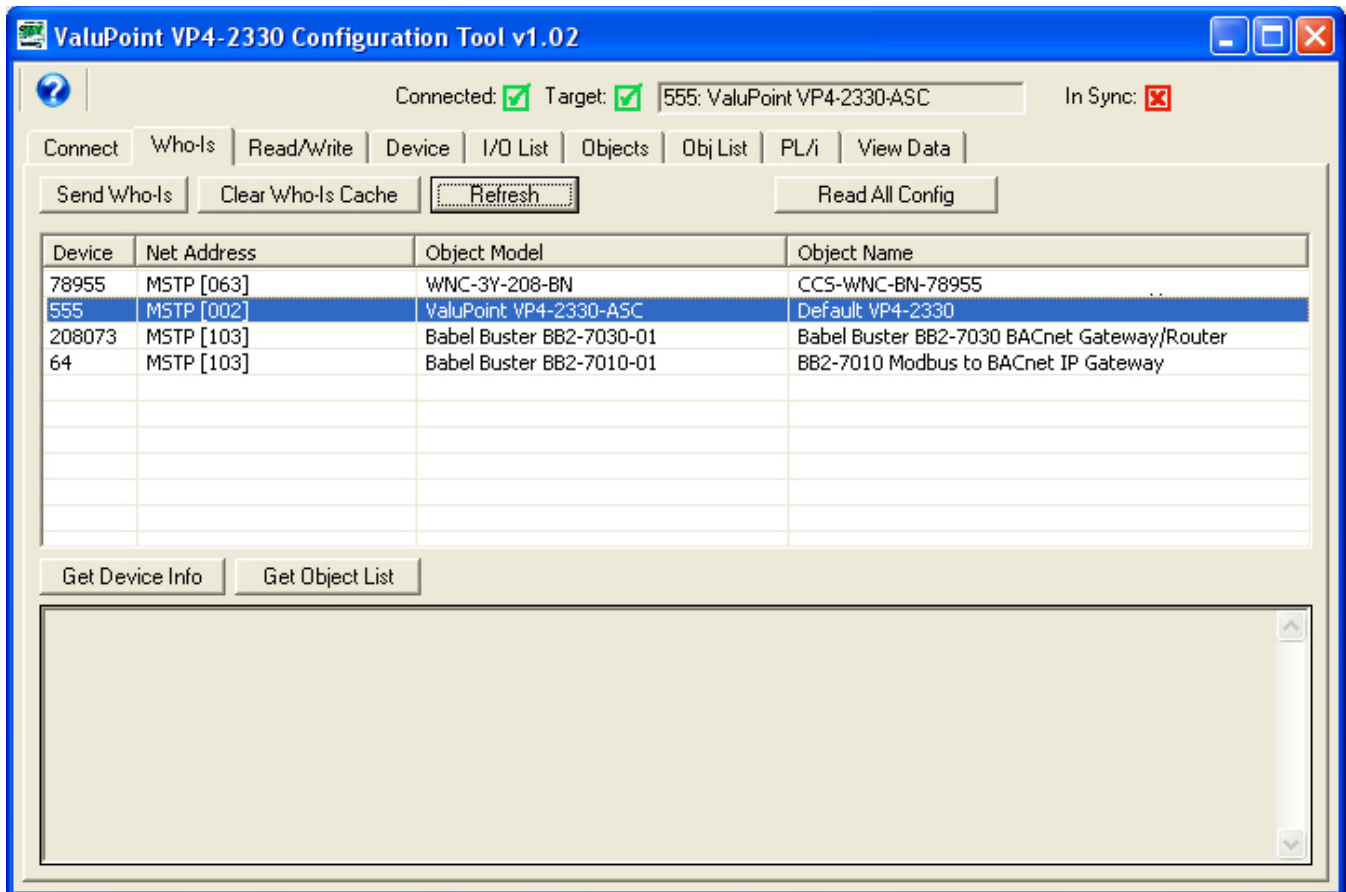 ValuPoint VP4-2330 Configuration Tool v1.02
Connected: Target: 555: ValuPoint VP4-2330-ASC In Sync:
Connect Who-Is Read/Write Device I/O List Objects Obj List PL/i View Data
Send Who-Is Clear Who-Is Cache Refresh Read All Config
Device Net Address Object Model Object Name
78955 MSTP [063] WNC-3Y-208-BN CCS-WNC-BN-78955
555 MSTP [002] ValuPoint VP4-2330-ASC Default VP4-2330
208073 MSTP [103] Babel Buster BB2-7030-01 Babel Buster BB2-7030 BACnet Gateway/Router
64 MSTP [103] Babel Buster BB2-7010-01 BB2-7010 Modbus to BACnet IP Gateway
Get Device Info Get Object List